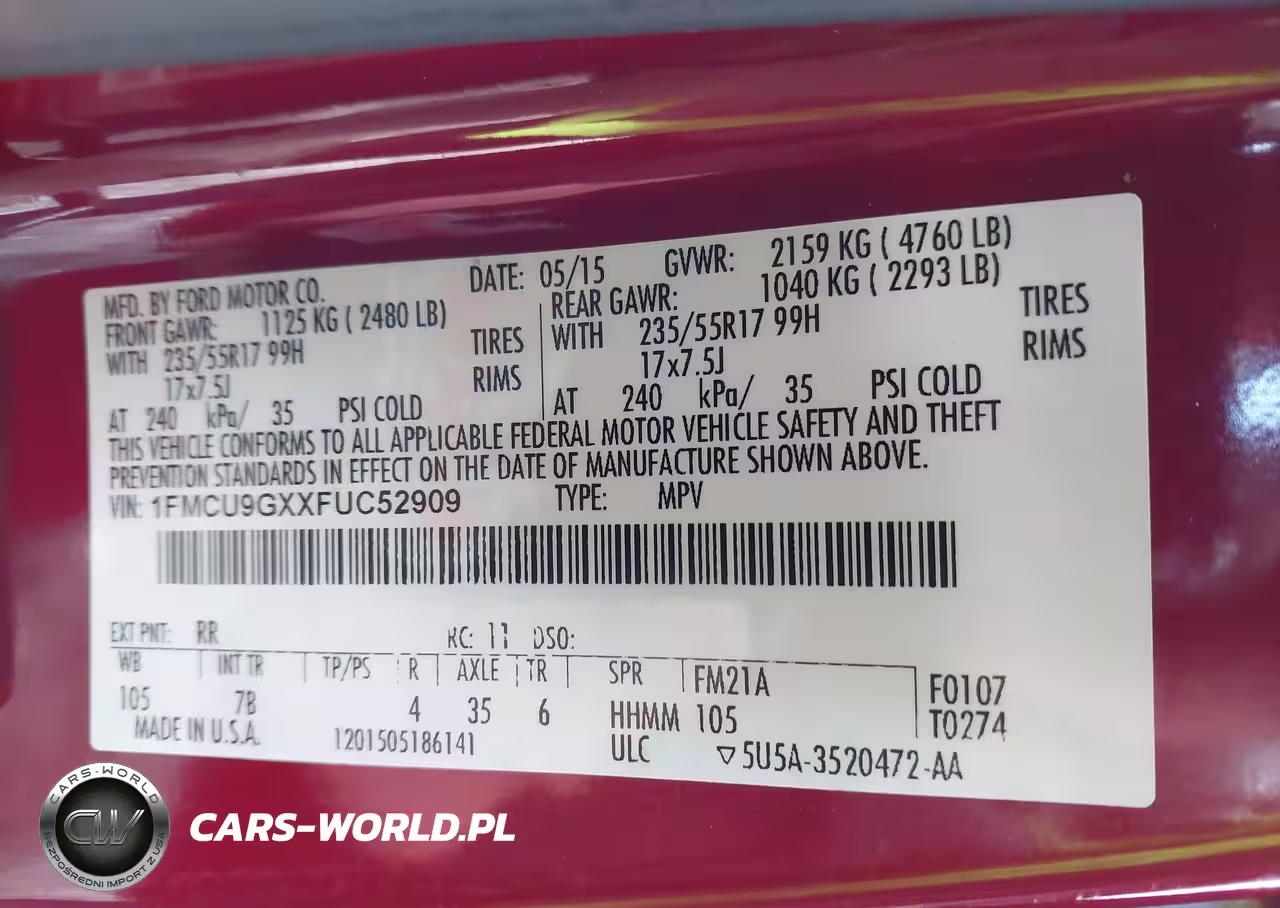 MFD. BY FORD MOTOR CO. DATE: 05/15 GVWR: 2159 KG ( 4760 LB)
FRONT GAWR: 1125 KG ( 2480 LB) REAR GAWR: 1040 KG ( 2293 LB)
WITH 235/55R17 99H TIRES WITH 235/55R17 99H TIRES
17x7.5J RIMS 17x7.5J RIMS
AT 240 kPa/ 35 PSI COLD AT 240 kPa/ 35 PSI COLD
THIS VEHICLE CONFORMS TO ALL APPLICABLE FEDERAL MOTOR VEHICLE SAFETY AND THEFT
PREVENTION STANDARDS IN EFFECT ON THE DATE OF MANUFACTURE SHOWN ABOVE.
VIN: 1FMCU9GXXFUC52909 TYPE: MPV
EXT PNT: RR RC: 11 DSO:
WB INT TR TP/PS R AXLE TR SPR FM21A F0107
105 7B 4 35 6 HHMM 105 T0274
MADE IN U.S.A. 1201505186141 ULC ▽5U5A-3520472-AA
CARS-WORLD
CW
BEZPOŚREDNI IMPORT Z USA
CARS-WORLD.PL